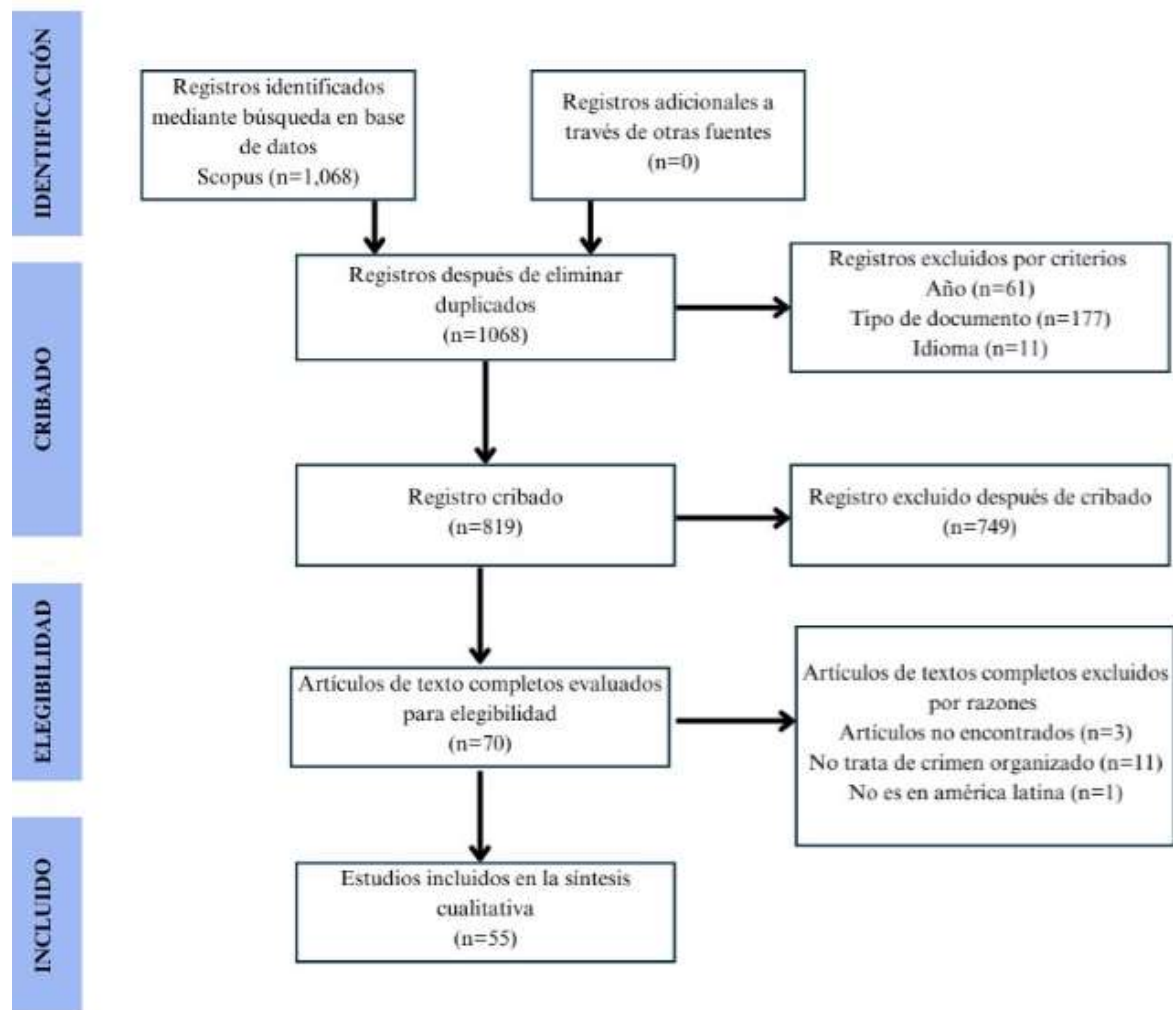 IDENTIFICACIÓN
Registros identificados
mediante búsqueda en base
de datos
Scopus (n=1,068)
Registros adicionales a
través de otras fuentes
(n=0)
CRIBADO
Registros después de eliminar
duplicados
(n=1068)
Registros excluidos por criterios
Año (n=61)
Tipo de documento (n=177)
Idioma (n=11)
Registro cribado
(n=819)
Registro excluido después de cribado
(n=749)
ELEGIBILIDAD
Artículos de texto completos evaluados
para elegibilidad
(n=70)
Artículos de textos completos excluidos
por razones
Artículos no encontrados (n=3)
No trata de crimen organizado (n=11)
No es en américa latina (n=1)
INCLUIDO
Estudios incluidos en la síntesis
cualitativa
(n=55)